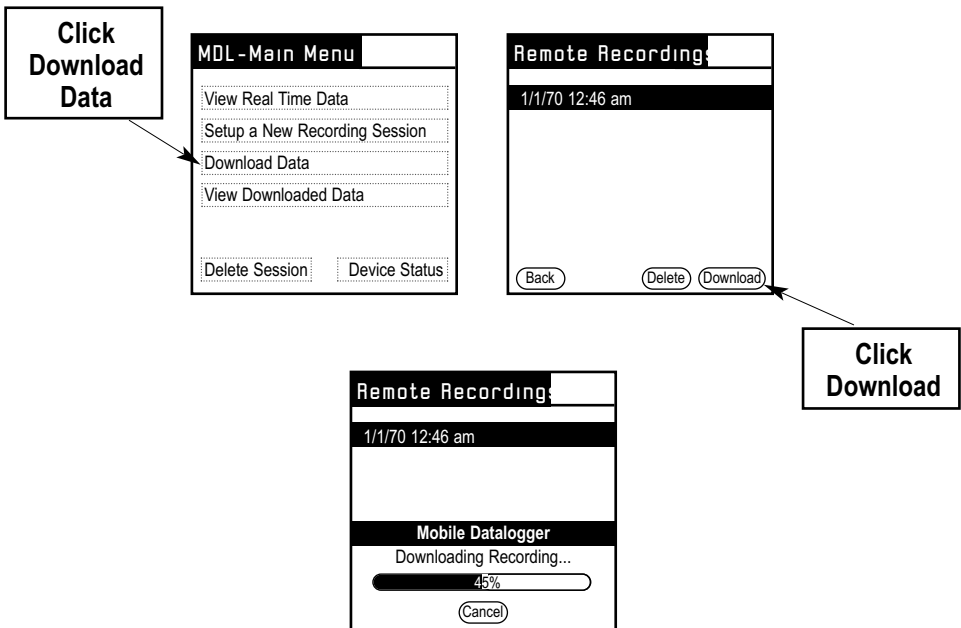 Click
Download
Data
MDL-Main Menu
View Real Time Data
Setup a New Recording Session
Download Data
View Downloaded Data
Delete Session
Device Status
Remote Recordings
1/1/70 12:46 am
Back
Delete
Download
Click
Download
Remote Recordings
1/1/70 12:46 am
Mobile Datalogger
Downloading Recording...
45%
Cancel